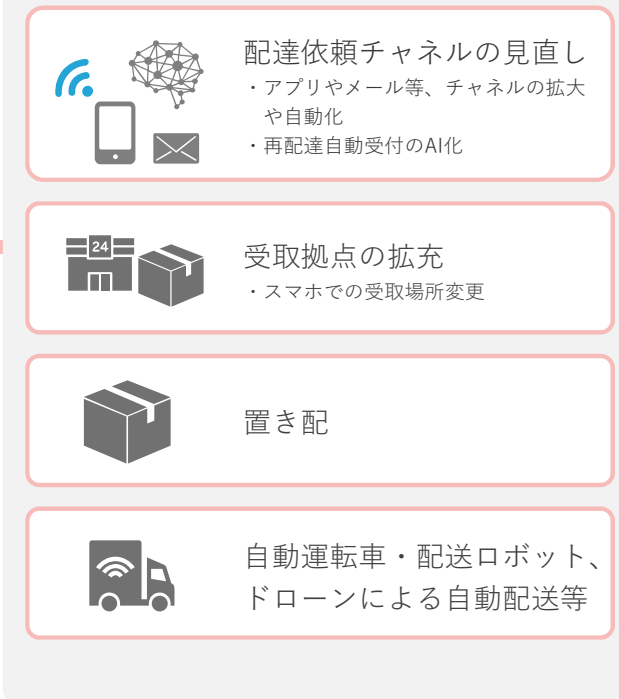 配達依頼チャネルの見直し
・アプリやメール等、チャネルの拡大
や自動化
・再配達自動受付のAI化
24
受取拠点の拡充
・スマホでの受取場所変更
置き配
自動運転車・配送ロボット、
ドローンによる自動配送等